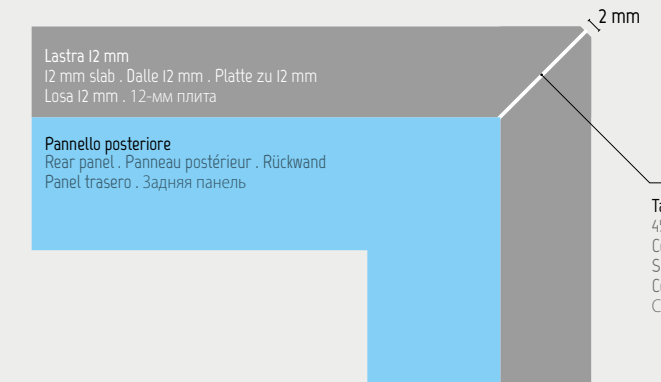 2 mm
Lastra 12 mm
12 mm slab . Dalle 12 mm . Platte zu 12 mm
Losa 12 mm . 12-мм плита
Pannello posteriore
Rear panel . Panneau postérieur . Rückwand
Panel trasero . Задняя панель